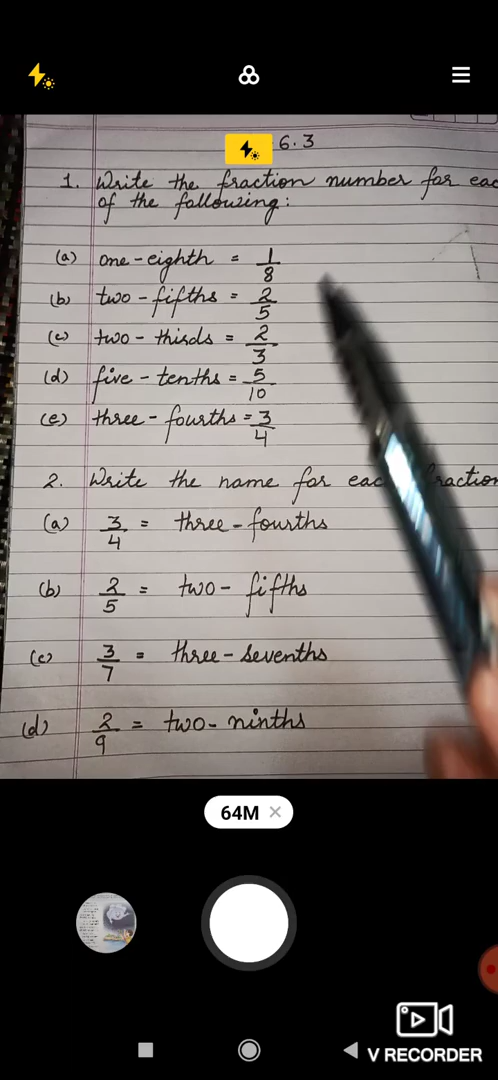 6.3
1. Write the fraction number for eac
of the following:
(a) one-eighth = 1/8
(b) two-fifths = 2/5
(c) two-thirds = 2/3
(d) five-tenths = 5/10
(e) three-fourths = 3/4
2. Write the name for eac fraction
(a) 3/4 = three-fourths
(b) 2/5 = two-fifths
(c) 3/7 = three-sevenths
(d) 2/9 = two-ninths
64M ×
V RECORDER